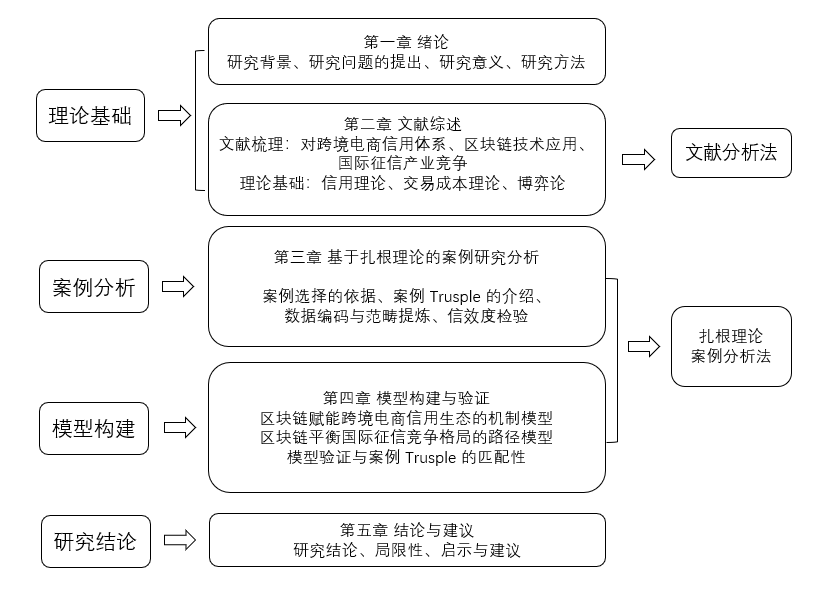 第一章 绪论
研究背景、研究问题的提出、研究意义、研究方法
理论基础
第二章 文献综述
文献梳理：对跨境电商信用体系、区块链技术应用、
国际征信产业竞争
理论基础：信用理论、交易成本理论、博弈论
文献分析法
案例分析
第三章 基于扎根理论的案例研究分析
案例选择的依据、案例 Trusple 的介绍、
数据编码与范畴提炼、信效度检验
扎根理论
案例分析法
模型构建
第四章 模型构建与验证
区块链赋能跨境电商信用生态的机制模型
区块链平衡国际征信竞争格局的路径模型
模型验证与案例 Trusple 的匹配性
研究结论
第五章 结论与建议
研究结论、局限性、启示与建议